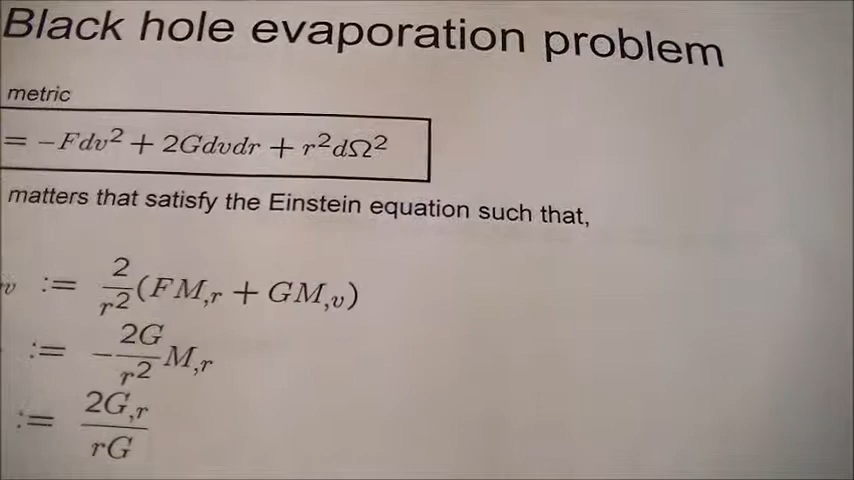 Black hole evaporation problem
metric
= −Fdv² + 2Gdvdr + r²dΩ²
matters that satisfy the Einstein equation such that,
v := 2/r² (FM,r + GM,v)
:= −2G/r² M,r
:= 2G,r/rG